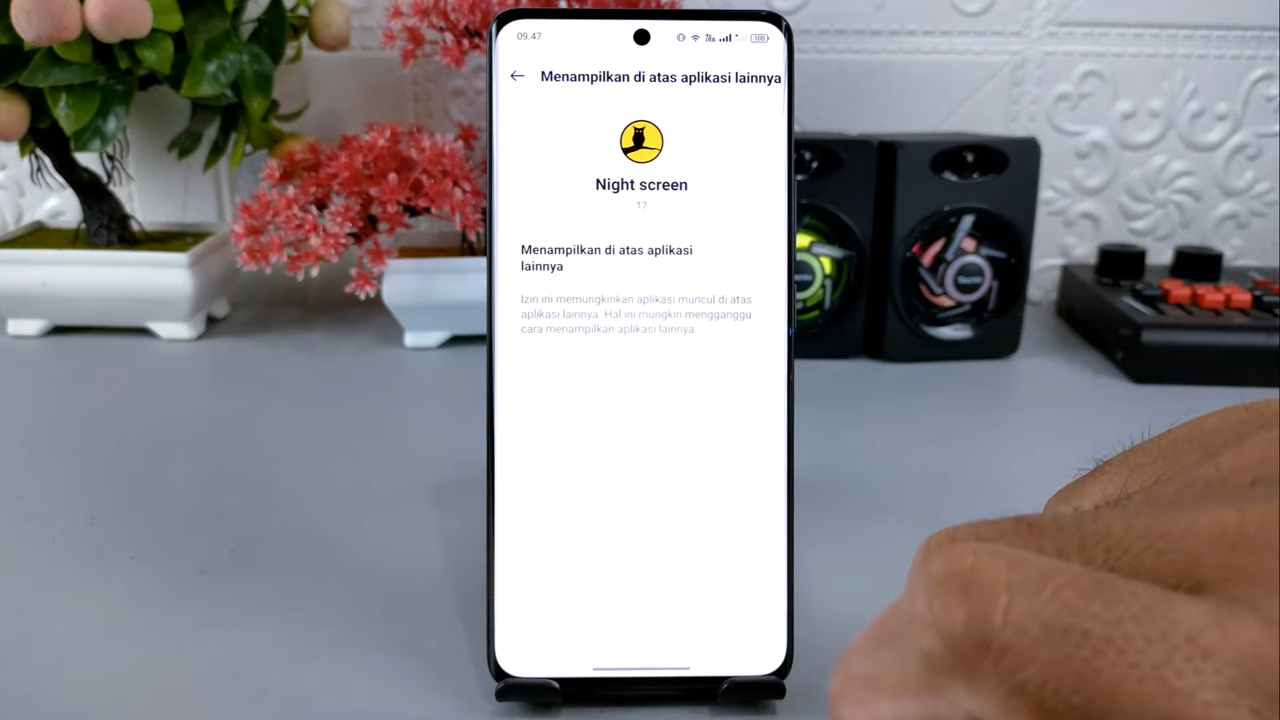 09.47
100
Menampilkan di atas aplikasi lainnya
Night screen
17
Menampilkan di atas aplikasi
lainnya
Izin ini memungkinkan aplikasi muncul di atas
aplikasi lainnya. Hal ini mungkin mengganggu
cara menampilkan aplikasi lainnya.